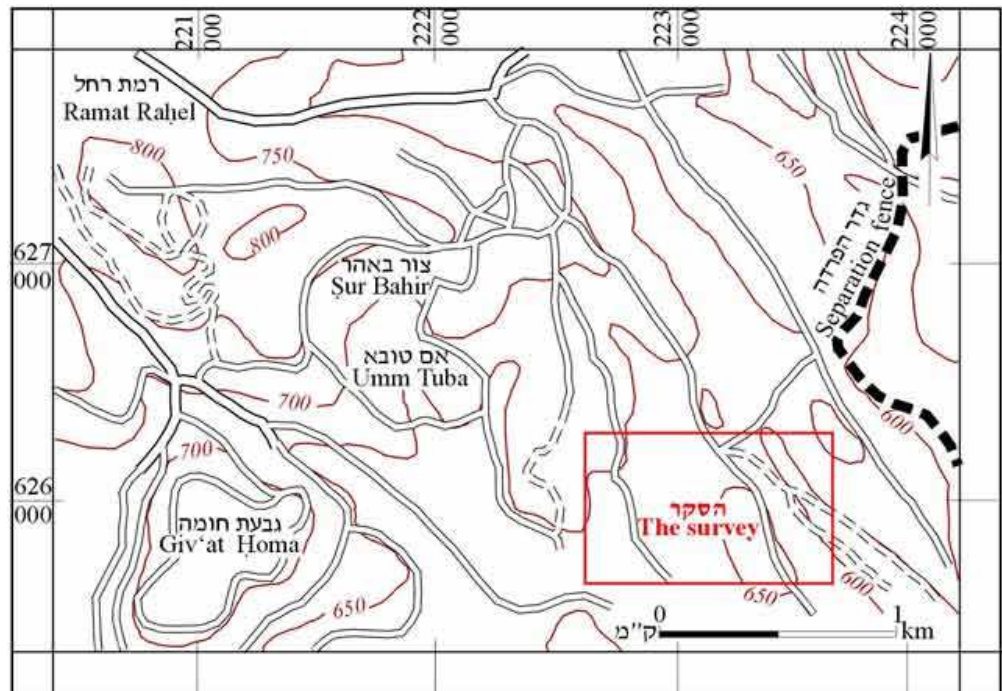 221
000
222
000
223
000
224
000
רמת רחל
Ramat Raḥel
800
750
650
800
גדר הפרדה
Separation fence
627
000
צור באהר
Ṣur Bahir
אם טובא
Umm Tuba
700
600
700
626
000
גבעת חומה
Giv‘at Ḥoma
הסקר
The survey
650
650
600
0
1
ק"מ
km